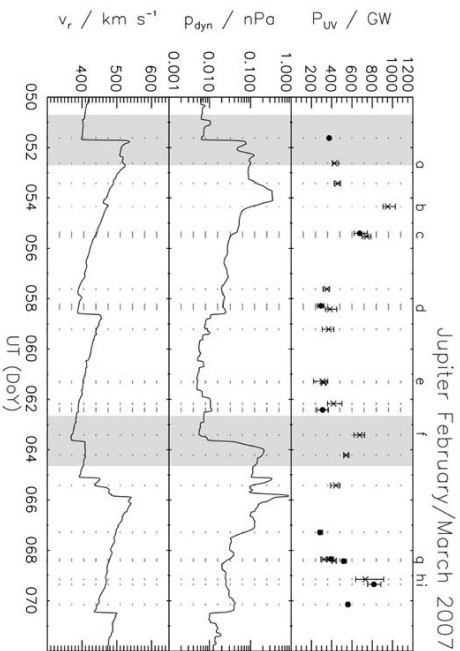 Jupiter February/March 2007
a b c d e f g hi
P_UV / GW
1200
1000
800
600
400
200
p_dyn / nPa
1.000
0.100
0.010
0.001
v_r / km s⁻¹
600
500
400
050 052 054 056 058 060 062 064 066 068 070
UT (DoY)